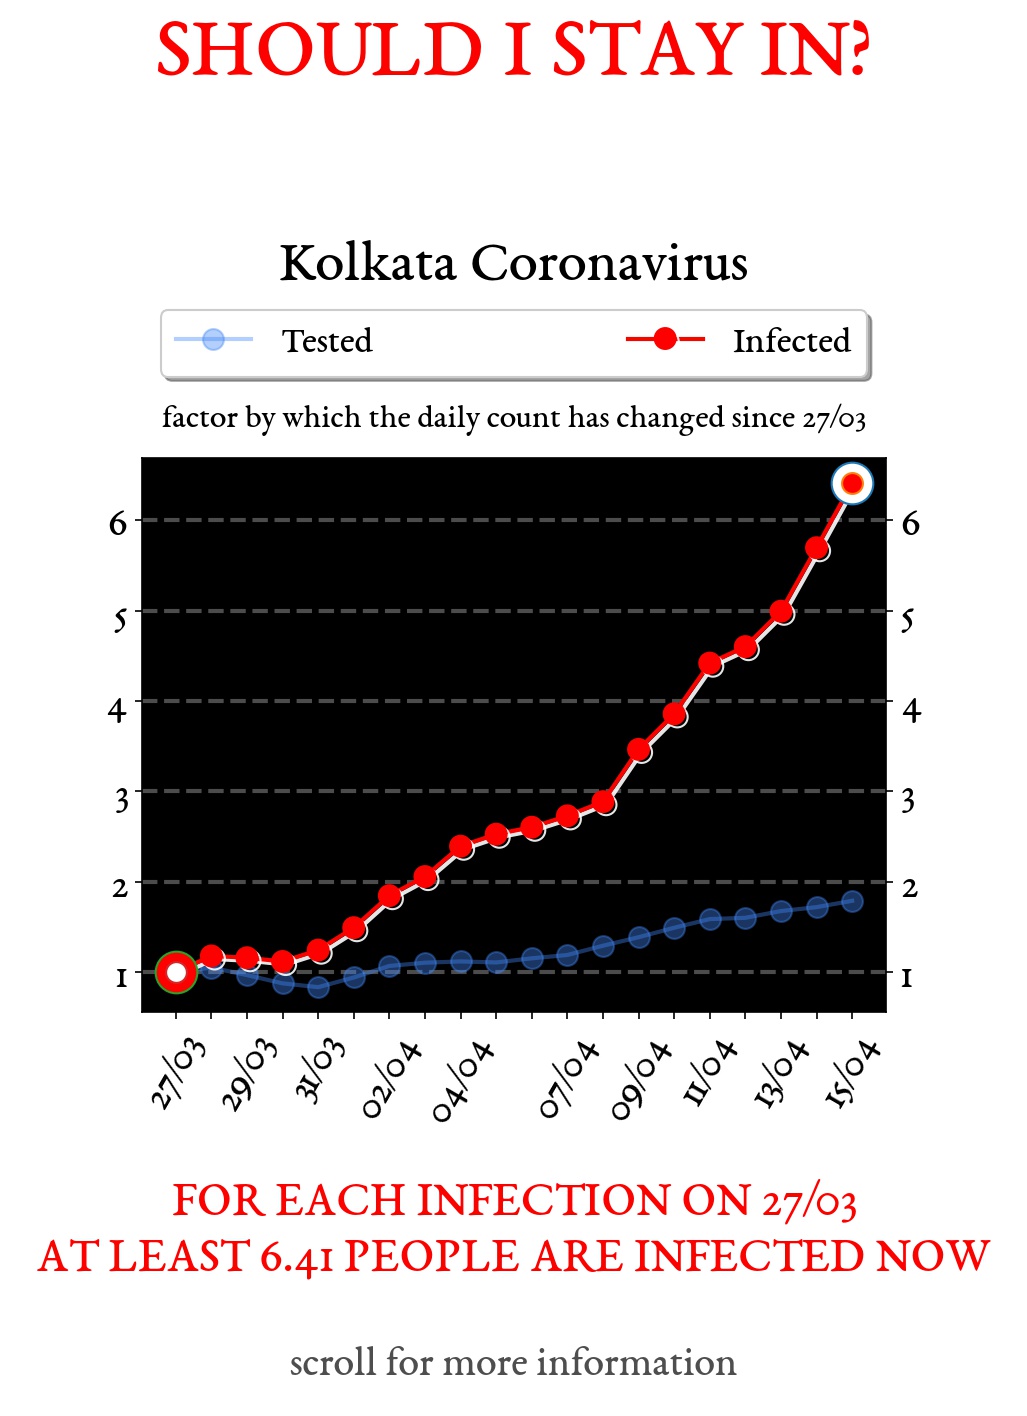 SHOULD I STAY IN?
Kolkata Coronavirus
Tested Infected
factor by which the daily count has changed since 27/03
6 6
5 5
4 4
3 3
2 2
1 1
27/03 29/03 31/03 02/04 04/04 07/04 09/04 11/04 13/04 15/04
FOR EACH INFECTION ON 27/03
AT LEAST 6.41 PEOPLE ARE INFECTED NOW
scroll for more information